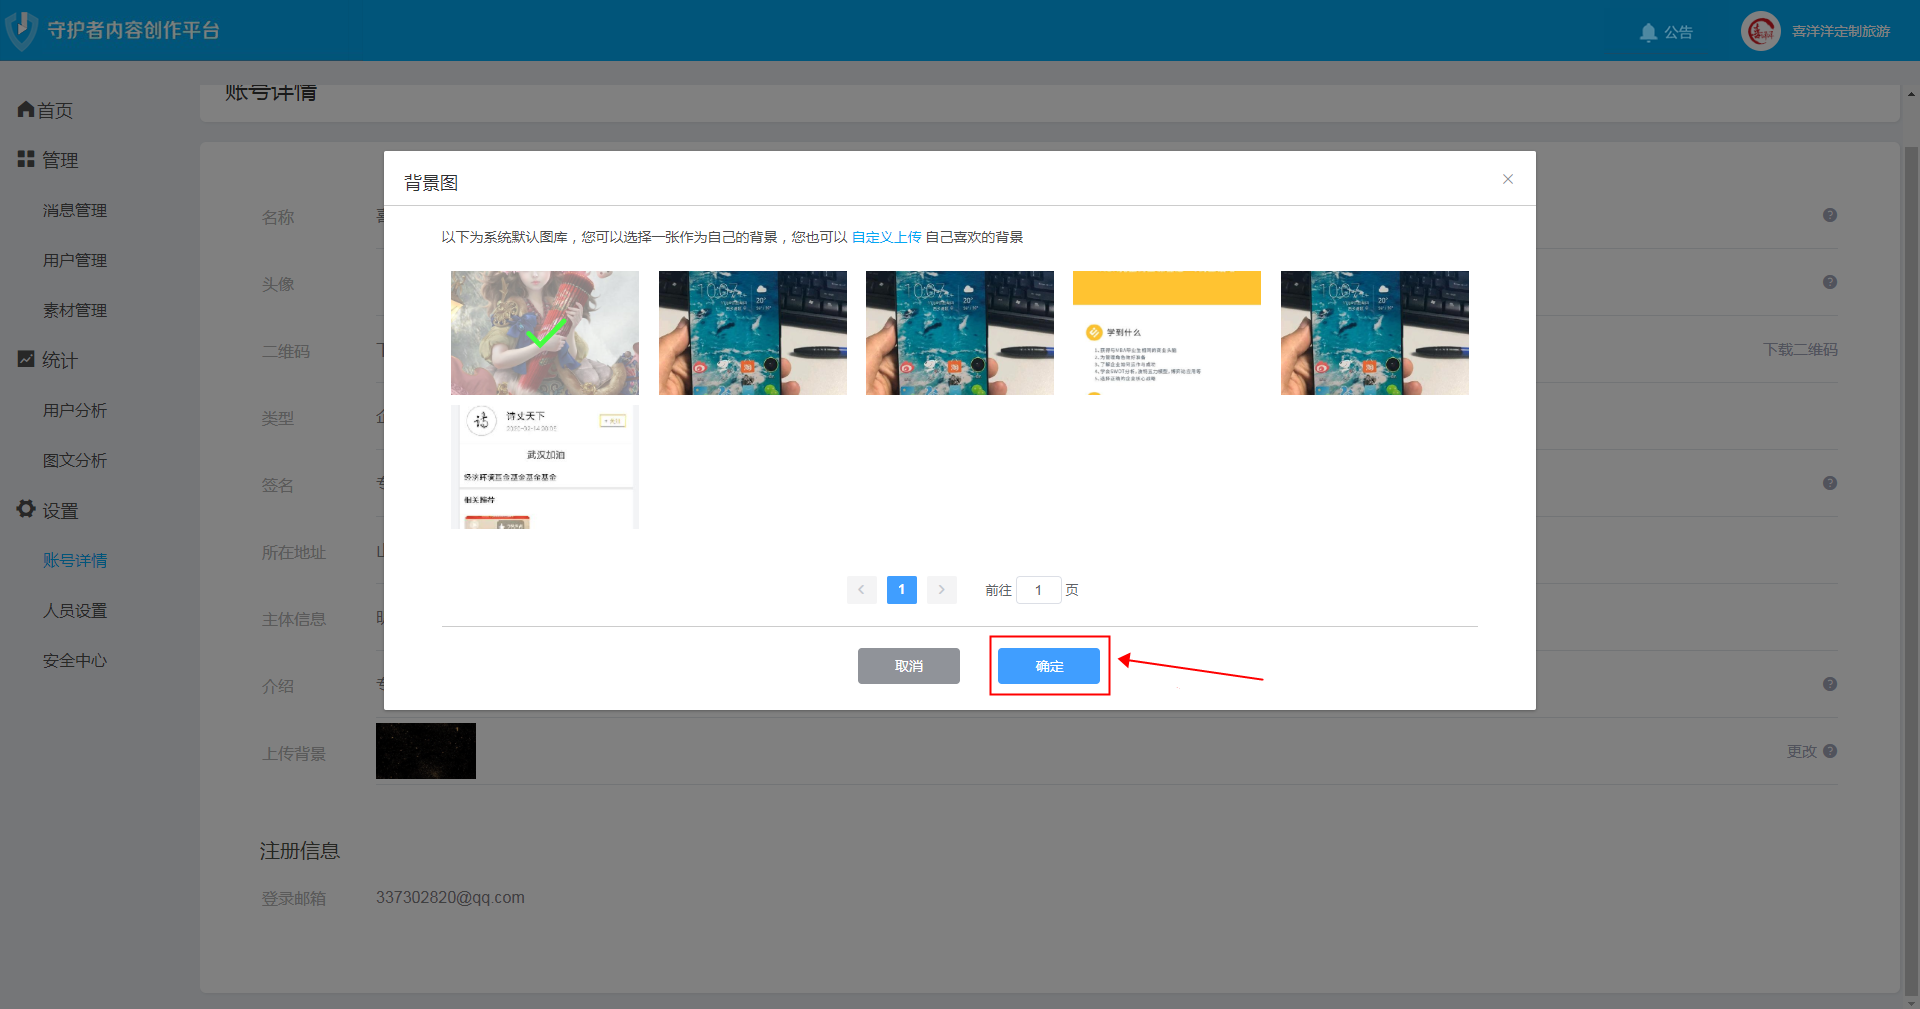 守护者内容创作平台
公告
喜洋洋定制旅游
首页
管理
消息管理
用户管理
素材管理
统计
用户分析
图文分析
设置
账号详情
人员设置
安全中心
账号详情
名称
头像
二维码
下载二维码
类型
签名
所在地址
主体信息
介绍
上传背景
更改
注册信息
登录邮箱
337302820@qq.com
背景图
以下为系统默认图库，您可以选择一张作为自己的背景，您也可以 自定义上传 自己喜欢的背景
20°
20°
学到什么
20°
诗文天下
武汉加油
相关推荐
1
前往 1 页
取消
确定